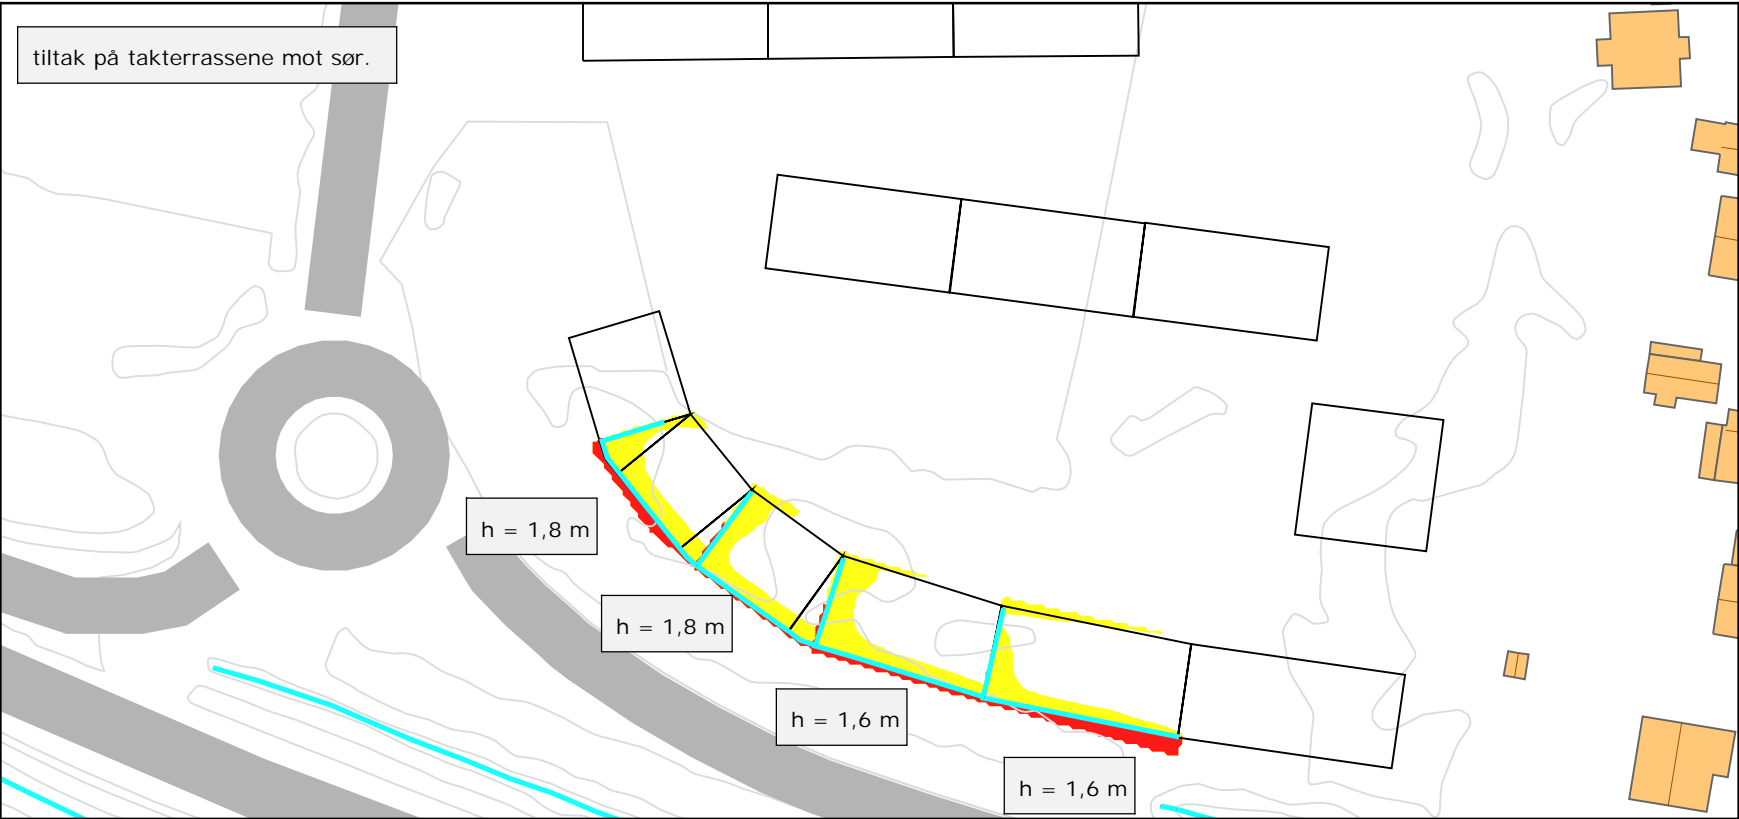 tiltak på takterrassene mot sør.
h = 1,8 m
h = 1,8 m
h = 1,6 m
h = 1,6 m